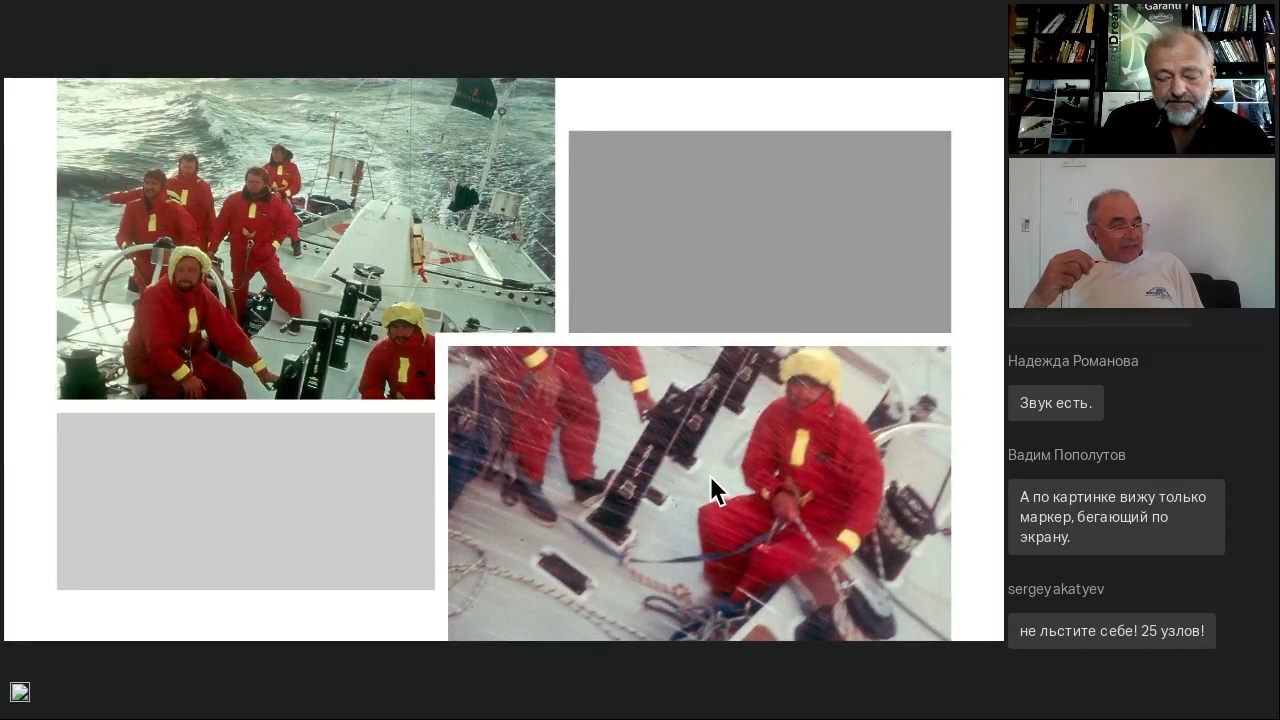 Garanti
Надежда Романова
Звук есть.
Вадим Пополутов
А по картинке вижу только
маркер, бегающий по
экрану.
sergeyakatyev
не льстите себе! 25 узлов!